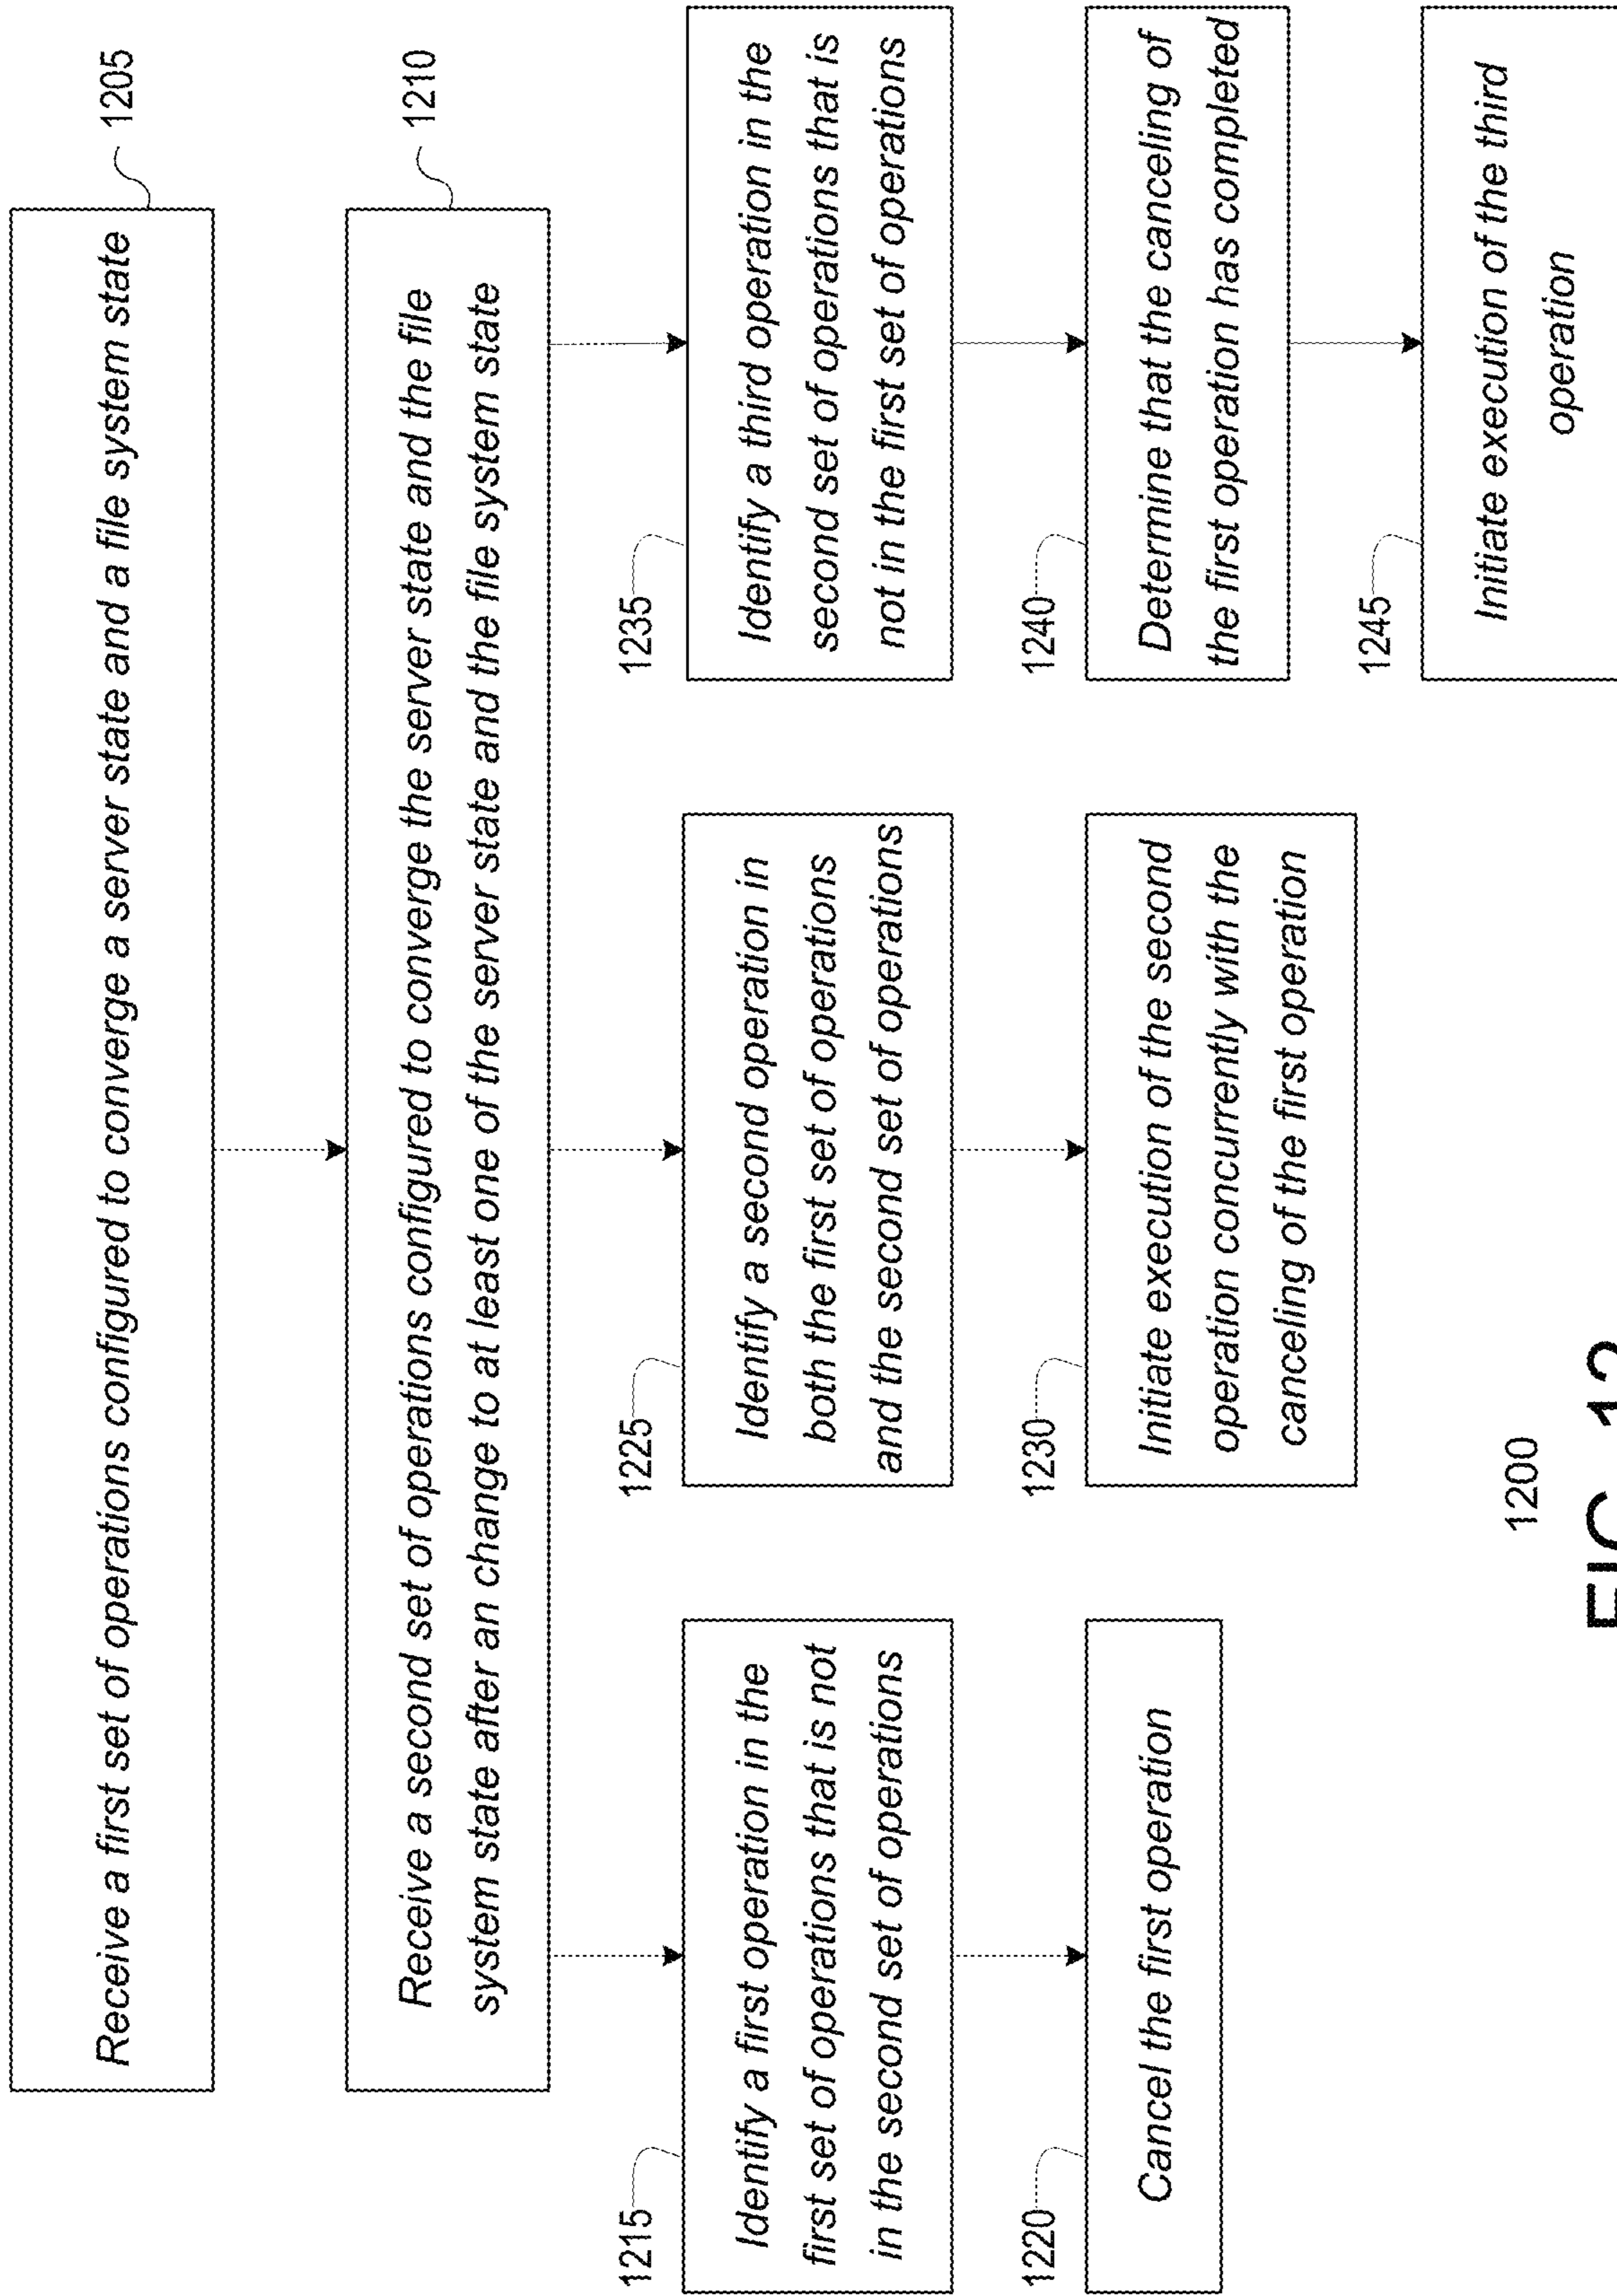 Receive a first set of operations configured to converge a server state and a file system state
1205
Receive a second set of operations configured to converge the server state and the file
system state after an change to at least one of the server state and the file system state
1210
1215
Identify a first operation in the
first set of operations that is not
in the second set of operations
1220
Cancel the first operation
1225
Identify a second operation in
both the first set of operations
and the second set of operations
1230
Initiate execution of the second
operation concurrently with the
canceling of the first operation
1235
Identify a third operation in the
second set of operations that is
not in the first set of operations
1240
Determine that the canceling of
the first operation has completed
1245
Initiate execution of the third
operation
1200
FIG. 12